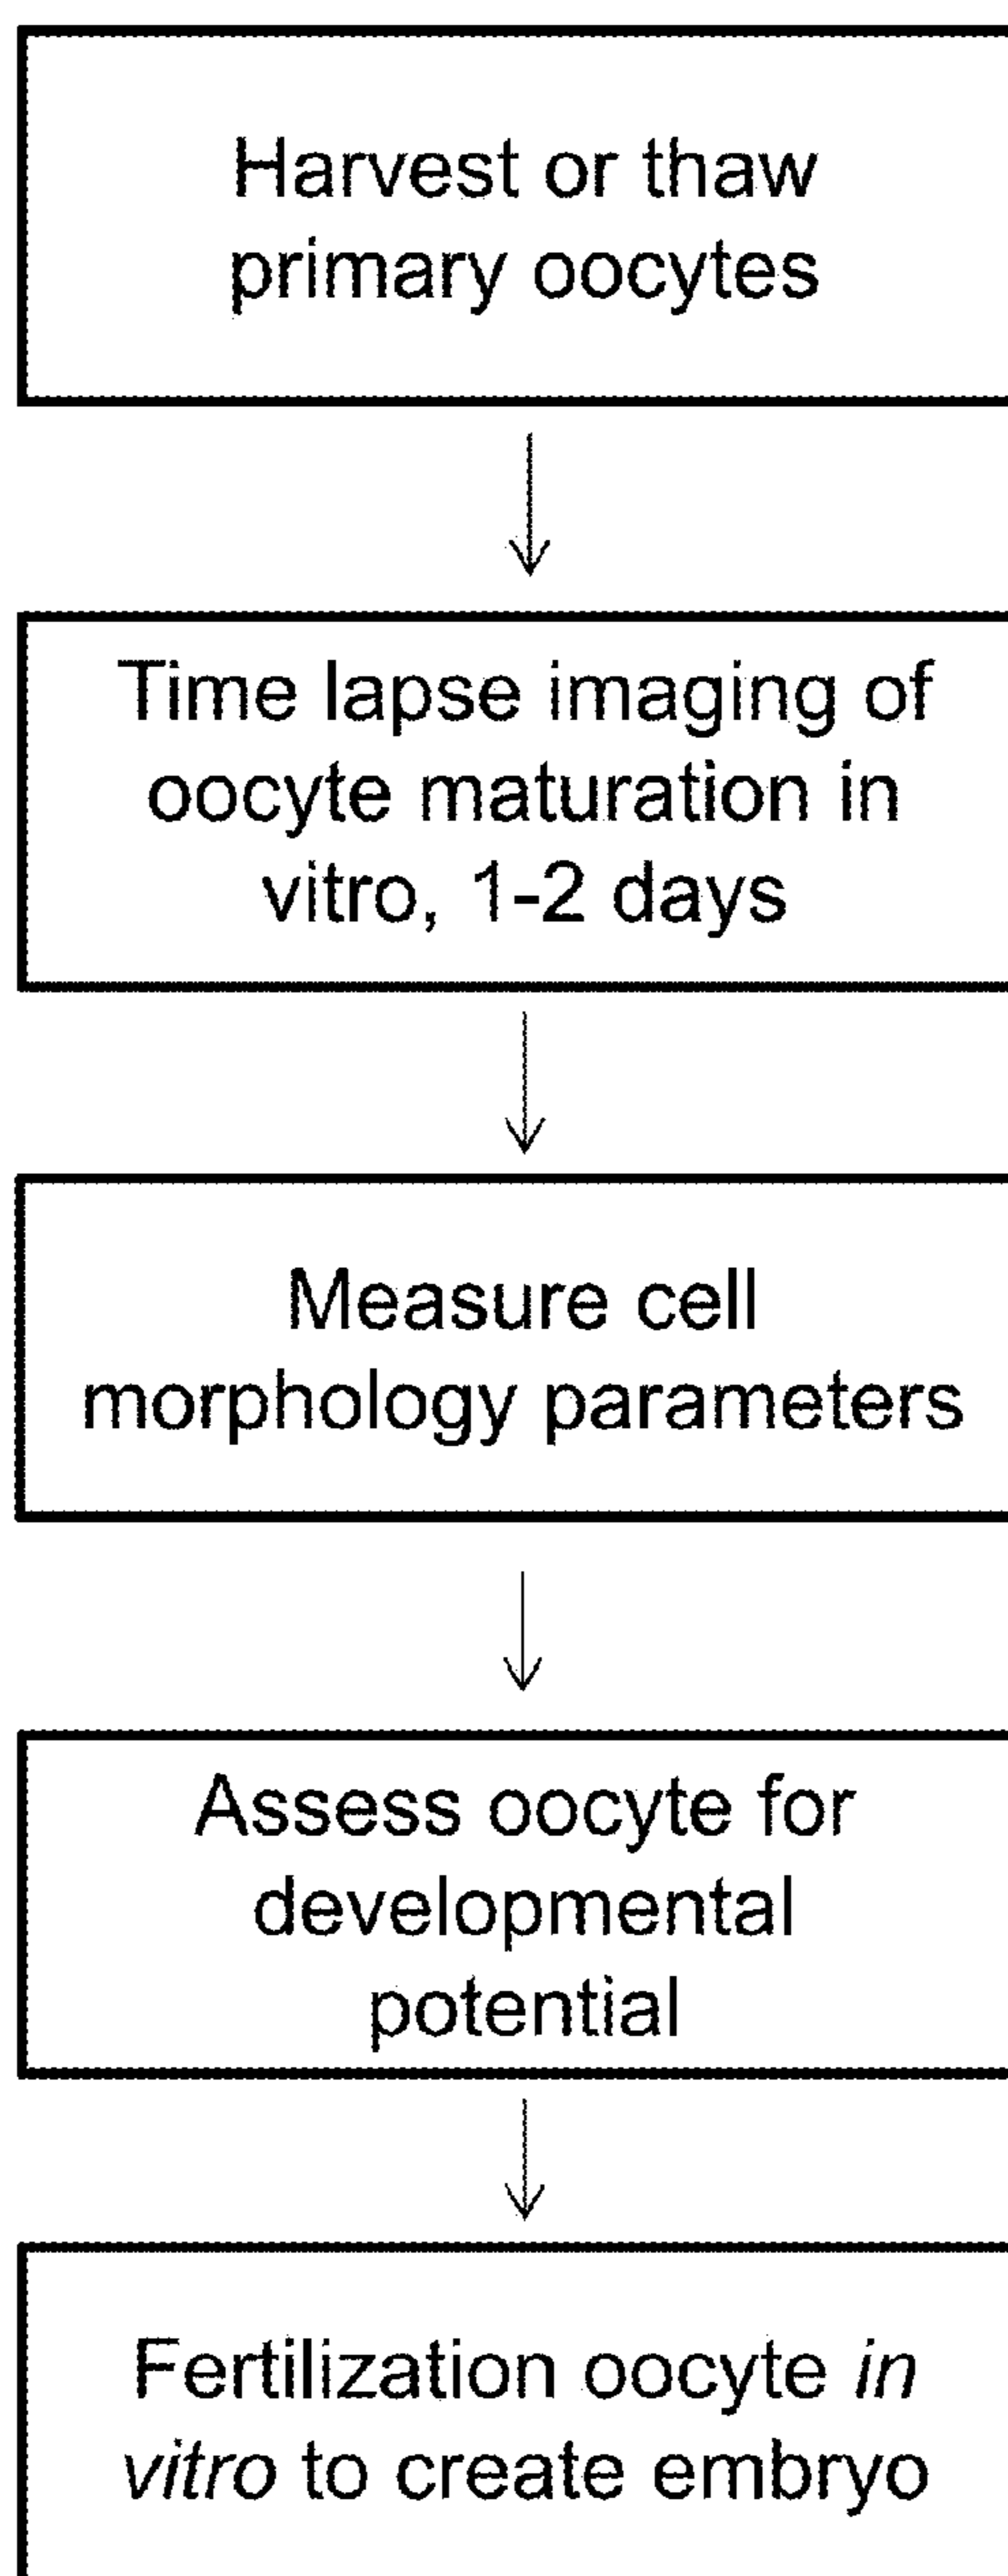 Harvest or thaw
primary oocytes
Time lapse imaging of
oocyte maturation in
vitro, 1-2 days
Measure cell
morphology parameters
Assess oocyte for
developmental
potential
Fertilization oocyte in
vitro to create embryo